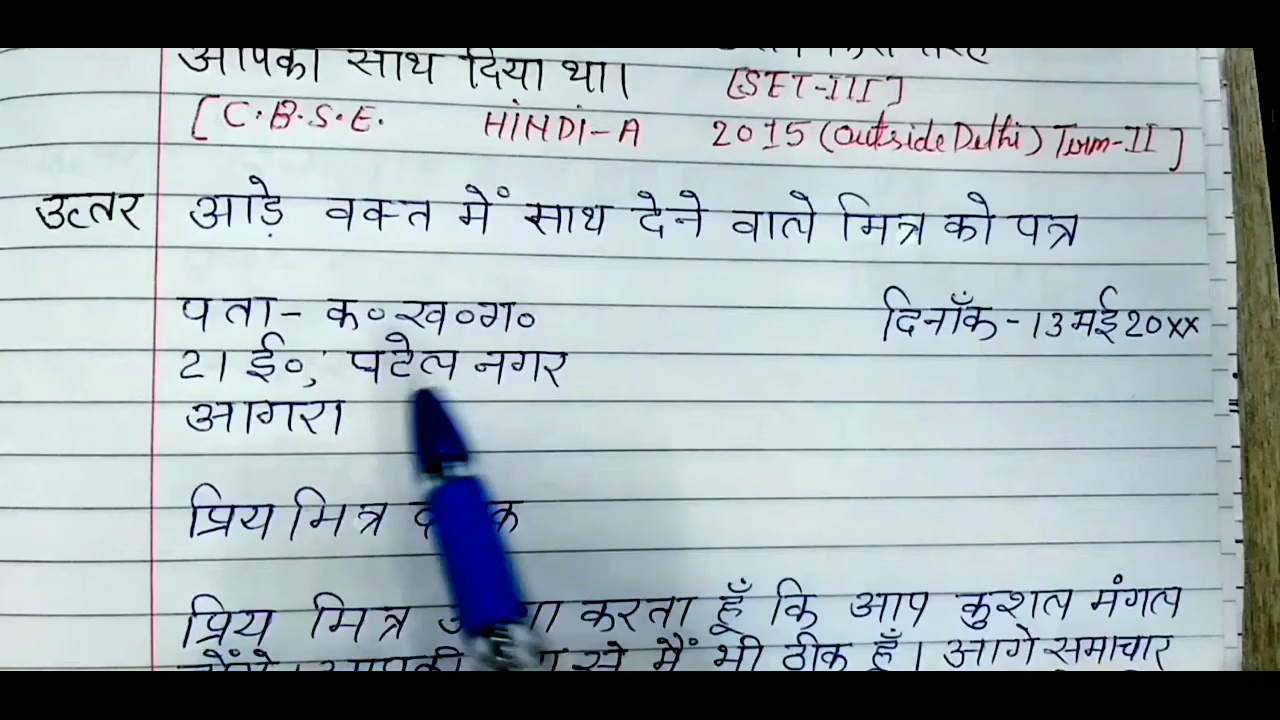 आपका साथ दिया था। [SET-III]
[C.B.S.E. HINDI-A 2015 (Outside Delhi) Term-II]
उत्तर आड़े वक्त में साथ देने वाले मित्र को पत्र
पता- क०ख०ग० दिनाँक - 13 मई 20xx
21 ई०, पटेल नगर
आगरा
प्रिय मित्र
प्रिय मित्र करता हूँ कि आप कुशल मंगल
से मैं भी ठीक हूँ। आगे समाचार